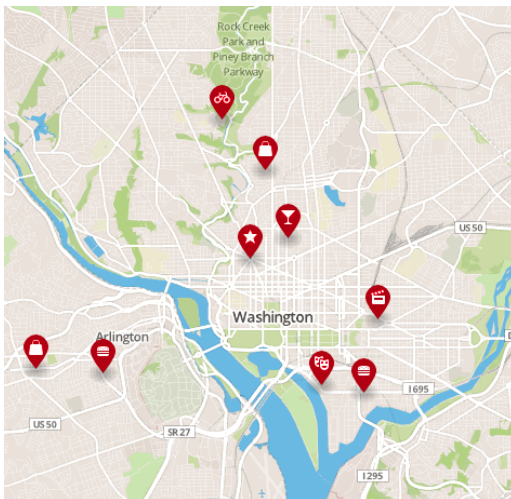 Rock Creek
Park and
Piney Branch
Parkway
US 50
Washington
Arlington
I 695
US 50
SR 27
I 295